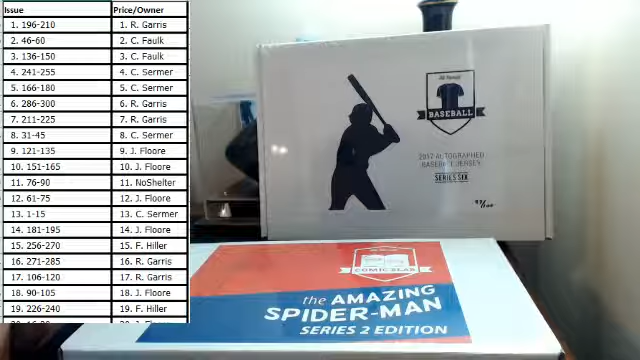 Issue Price/Owner
1. 196-210 1. R. Garris
2. 46-60 2. C. Faulk
3. 136-150 3. C. Faulk
4. 241-255 4. C. Sermer
5. 166-180 5. C. Sermer
6. 286-300 6. R. Garris
7. 211-225 7. R. Garris
8. 31-45 8. C. Sermer
9. 121-135 9. J. Floore
10. 151-165 10. J. Floore
11. 76-90 11. NoShelter
12. 61-75 12. J. Floore
13. 1-15 13. C. Sermer
14. 181-195 14. J. Floore
15. 256-270 15. F. Hiller
16. 271-285 16. R. Garris
17. 106-120 17. R. Garris
18. 90-105 18. J. Floore
19. 226-240 19. F. Hiller
BASEBALL
2017 AUTOGRAPHED
BASEBALL JERSEY
SERIES SIX
COMIC SLAB
the AMAZING
SPIDER-MAN
SERIES 2 EDITION